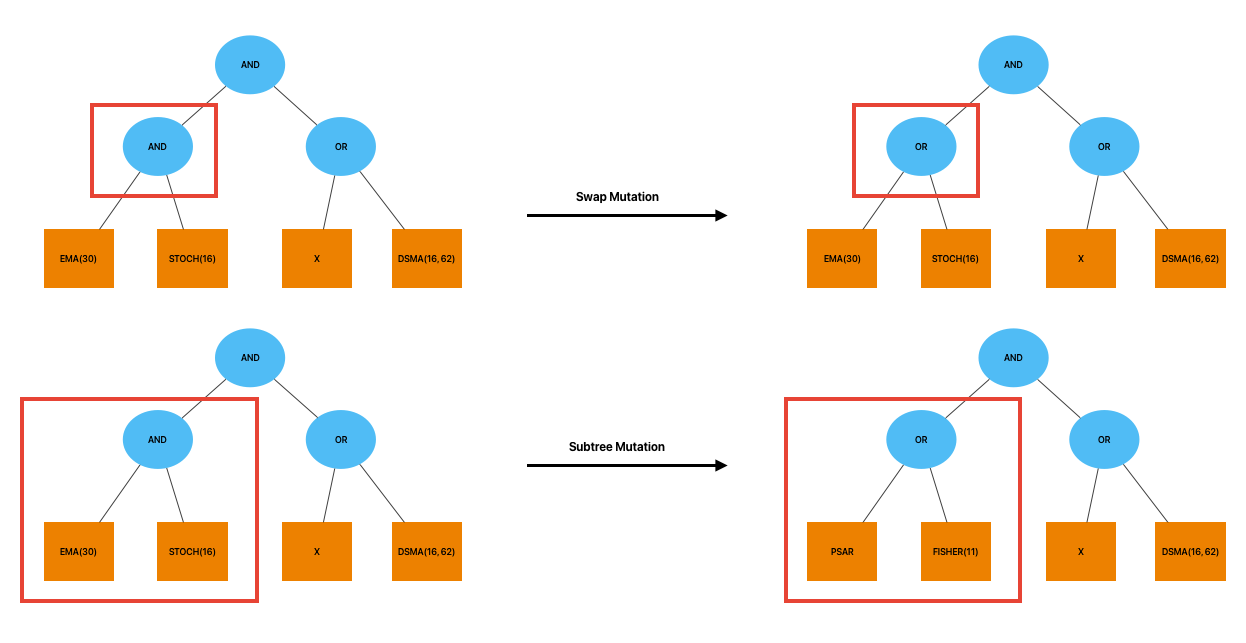 AND
AND
AND
OR
OR
OR
Swap Mutation
EMA(30)
STOCH(16)
X
DSMA(16, 62)
EMA(30)
STOCH(16)
X
DSMA(16, 62)
AND
AND
AND
OR
OR
OR
Subtree Mutation
EMA(30)
STOCH(16)
X
DSMA(16, 62)
PSAR
FISHER(11)
X
DSMA(16, 62)